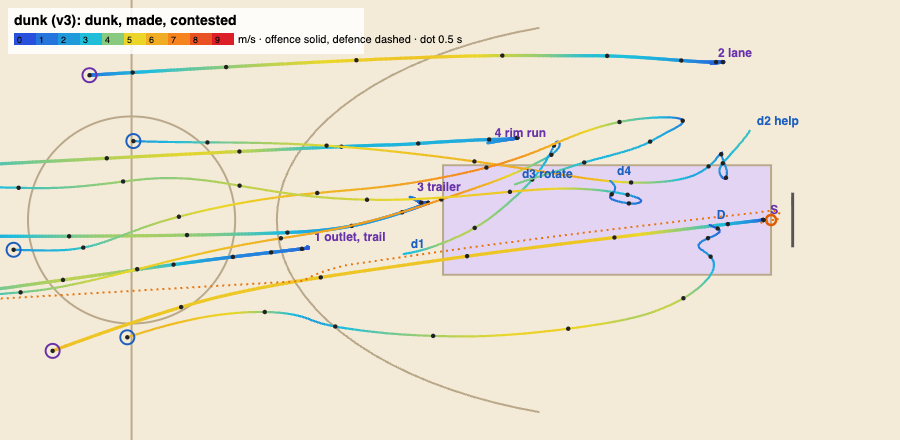 dunk (v3): dunk, made, contested
0 1 2 3 4 5 6 7 8 9 m/s · offence solid, defence dashed · dot 0.5 s
2 lane
d2 help
4 rim run
d3 rotate
d4
3 trailer
S
D
1 outlet, trail
d1